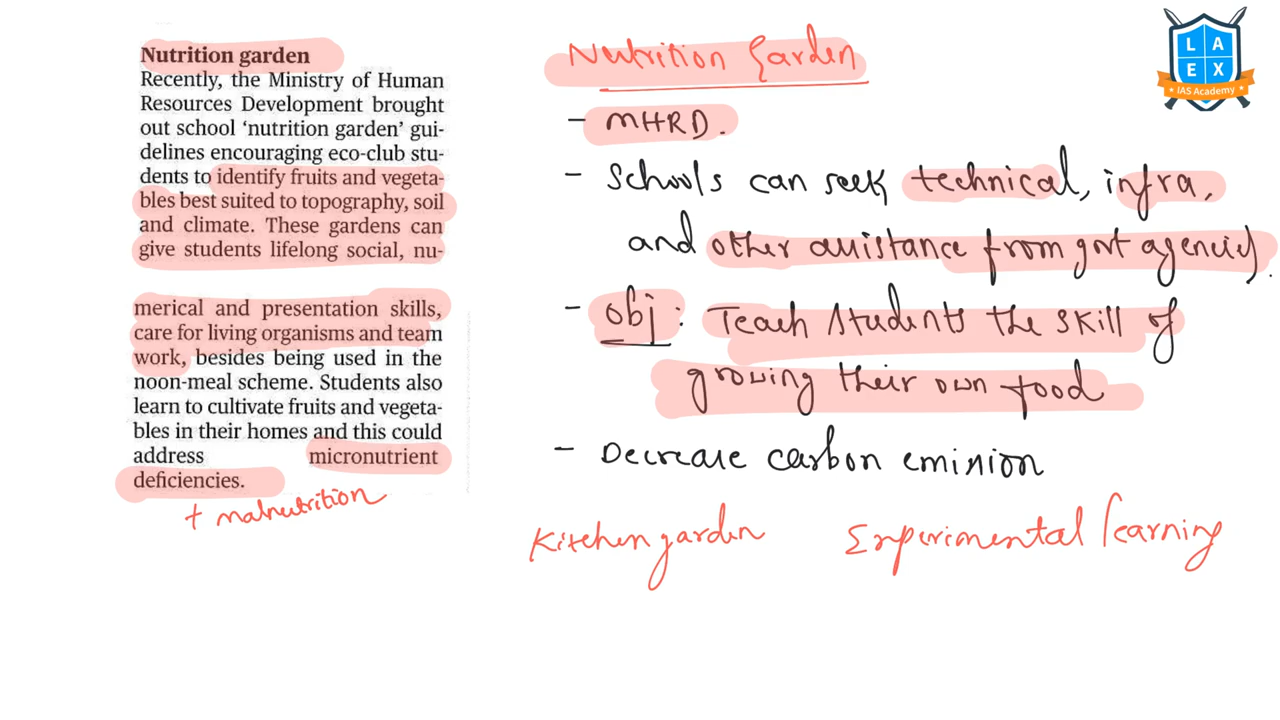 Nutrition garden
Recently, the Ministry of Human
Resources Development brought
out school ‘nutrition garden’ gui-
delines encouraging eco-club stu-
dents to identify fruits and vegeta-
bles best suited to topography, soil
and climate. These gardens can
give students lifelong social, nu-
merical and presentation skills,
care for living organisms and team
work, besides being used in the
noon-meal scheme. Students also
learn to cultivate fruits and vegeta-
bles in their homes and this could
address micronutrient
deficiencies.
+ malnutrition
Nutrition Garden
- MHRD.
- Schools can seek technical, infra,
and other assistance from govt agencies.
- Obj: Teach students the skill of
growing their own food
- Decrease carbon emission
Kitchen garden
Experimental learning
L A
E X
IAS Academy